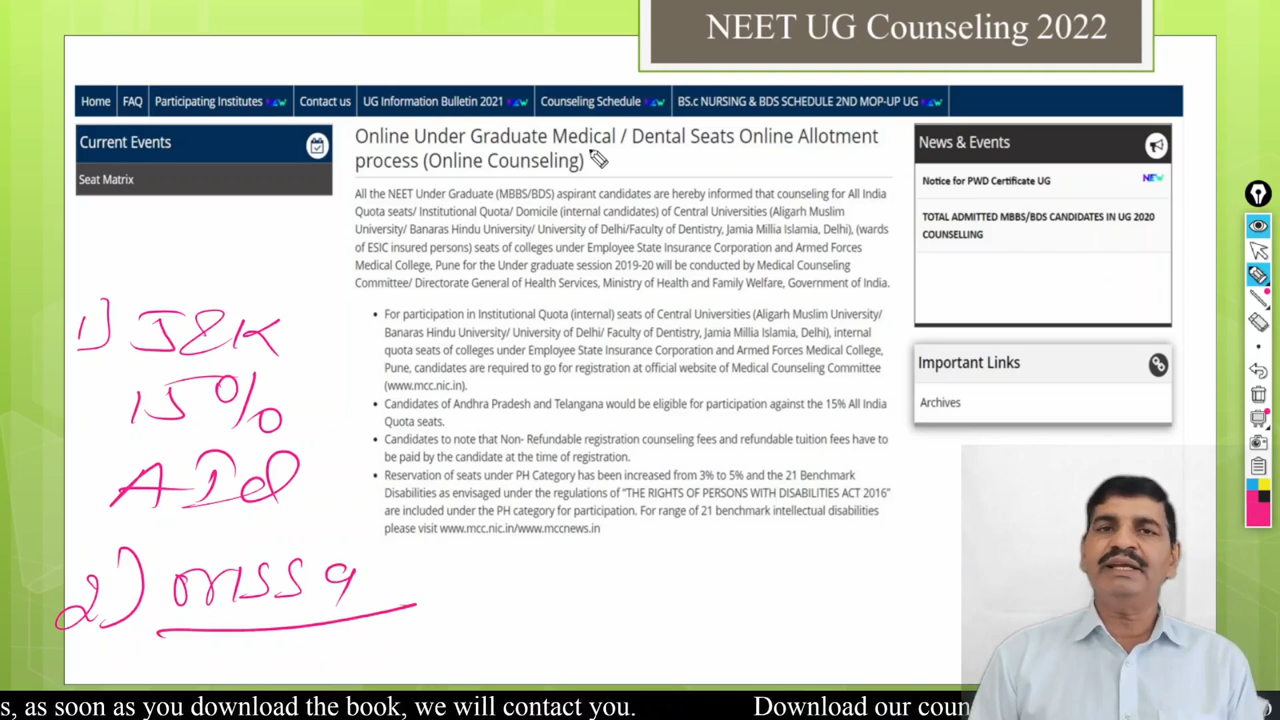 NEET UG Counseling 2022
Home
FAQ
Participating Institutes
Contact us
UG Information Bulletin 2021
Counseling Schedule
BS.c NURSING & BDS SCHEDULE 2ND MOP-UP UG
Current Events
Seat Matrix
Online Under Graduate Medical / Dental Seats Online Allotment
process (Online Counseling)
All the NEET Under Graduate (MBBS/BDS) aspirant candidates are hereby informed that counseling for All India
Quota seats/ Institutional Quota/ Domicile (internal candidates) of Central Universities (Aligarh Muslim
University/ Banaras Hindu University/ University of Delhi/Faculty of Dentistry, Jamia Millia Islamia, Delhi), (wards
of ESIC insured persons) seats of colleges under Employee State Insurance Corporation and Armed Forces
Medical College, Pune for the Under graduate session 2019-20 will be conducted by Medical Counseling
Committee/ Directorate General of Health Services, Ministry of Health and Family Welfare, Government of India.
For participation in Institutional Quota (internal) seats of Central Universities (Aligarh Muslim University/
Banaras Hindu University/ University of Delhi/ Faculty of Dentistry, Jamia Millia Islamia, Delhi), internal
quota seats of colleges under Employee State Insurance Corporation and Armed Forces Medical College,
Pune, candidates are required to go for registration at official website of Medical Counseling Committee
(www.mcc.nic.in).
Candidates of Andhra Pradesh and Telangana would be eligible for participation against the 15% All India
Quota seats.
Candidates to note that Non- Refundable registration counseling fees and refundable tuition fees have to
be paid by the candidate at the time of registration.
Reservation of seats under PH Category has been increased from 3% to 5% and the 21 Benchmark
Disabilities as envisaged under the regulations of "THE RIGHTS OF PERSONS WITH DISABILITIES ACT 2016"
are included under the PH category for participation. For range of 21 benchmark intellectual disabilities
please visit www.mcc.nic.in/www.mccnews.in
News & Events
Notice for PWD Certificate UG
NEW
TOTAL ADMITTED MBBS/BDS CANDIDATES IN UG 2020
COUNSELLING
Important Links
Archives
1) J&K
15%
AIQ
2) orissa
s, as soon as you download the book, we will contact you.
Download our coun